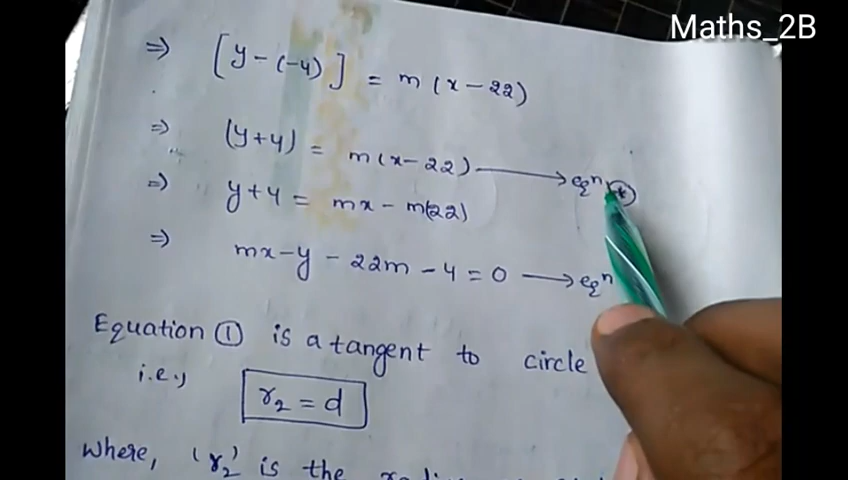 Maths_2B
⇒ [y-(-4)] = m(x-22)
⇒ (y+4) = m(x-22) ⟶ eqⁿ
⇒ y+4 = mx - m(22)
⇒ mx-y - 22m - 4 = 0 ⟶ eqⁿ
Equation ① is a tangent to circle
i.e.,
r₂ = d
where, 'r₂' is the